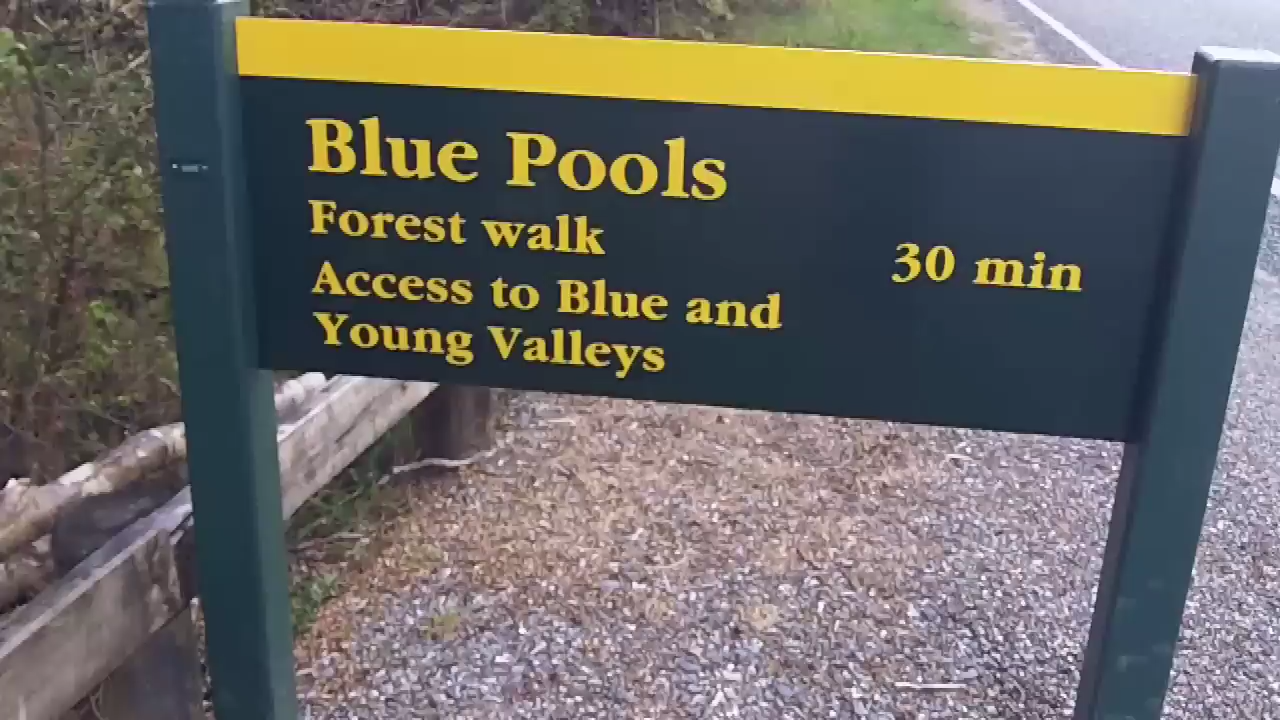 Blue Pools
Forest walk 30 min
Access to Blue and
Young Valleys